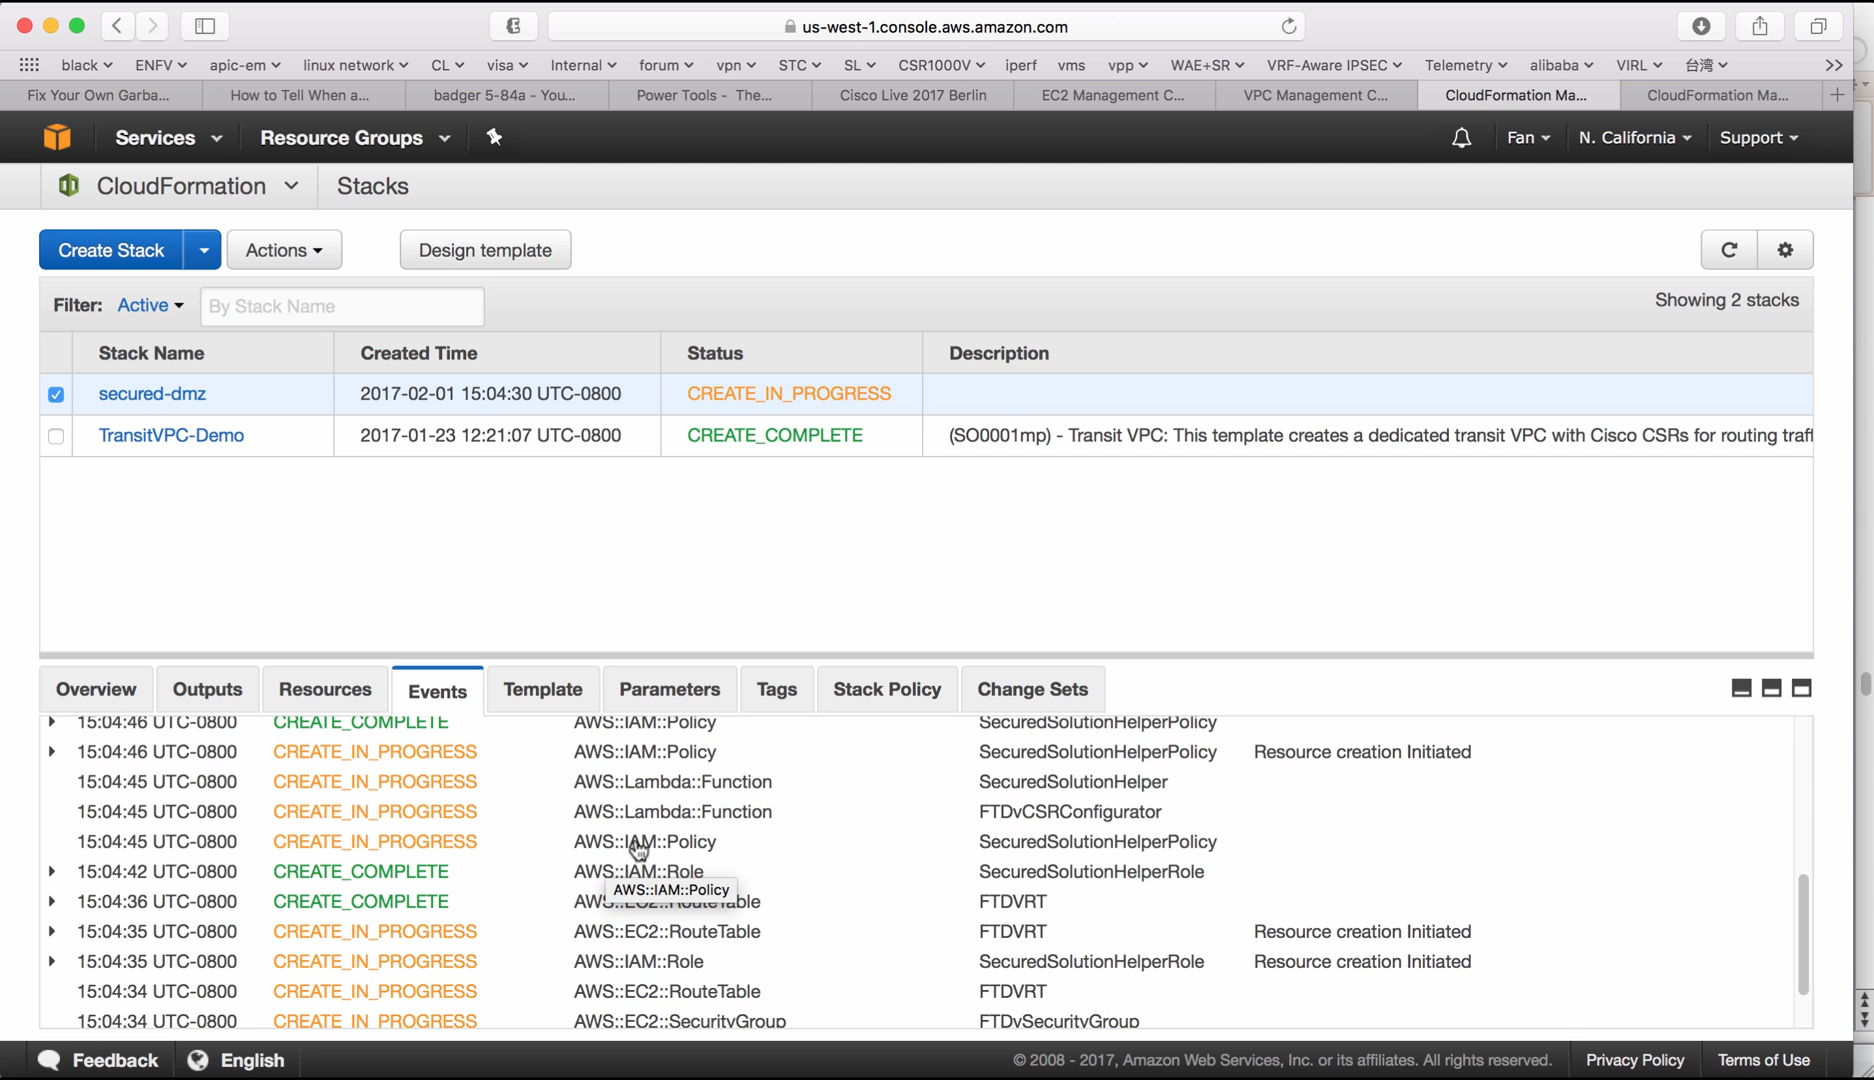 us-west-1.console.aws.amazon.com
black ENFV apic-em linux network CL visa Internal forum vpn STC SL CSR1000V iperf vms vpp WAE+SR VRF-Aware IPSEC Telemetry alibaba VIRL 台湾
Fix Your Own Garba... How to Tell When a... badger 5-84a - You... Power Tools - The... Cisco Live 2017 Berlin EC2 Management C... VPC Management C... CloudFormation Ma... CloudFormation Ma...
Services Resource Groups Fan N. California Support
CloudFormation Stacks
Create Stack Actions Design template
Filter: Active By Stack Name Showing 2 stacks
Stack Name Created Time Status Description
secured-dmz 2017-02-01 15:04:30 UTC-0800 CREATE_IN_PROGRESS
TransitVPC-Demo 2017-01-23 12:21:07 UTC-0800 CREATE_COMPLETE (SO0001mp) - Transit VPC: This template creates a dedicated transit VPC with Cisco CSRs for routing traff
Overview Outputs Resources Events Template Parameters Tags Stack Policy Change Sets
15:04:46 UTC-0800 CREATE_COMPLETE AWS::IAM::Policy SecuredSolutionHelperPolicy
15:04:46 UTC-0800 CREATE_IN_PROGRESS AWS::IAM::Policy SecuredSolutionHelperPolicy Resource creation Initiated
15:04:45 UTC-0800 CREATE_IN_PROGRESS AWS::Lambda::Function SecuredSolutionHelper
15:04:45 UTC-0800 CREATE_IN_PROGRESS AWS::Lambda::Function FTDvCSRConfigurator
15:04:45 UTC-0800 CREATE_IN_PROGRESS AWS::IAM::Policy SecuredSolutionHelperPolicy
15:04:42 UTC-0800 CREATE_COMPLETE AWS::IAM::Role SecuredSolutionHelperRole
AWS::IAM::Policy
15:04:36 UTC-0800 CREATE_COMPLETE AWS::EC2::RouteTable FTDVRT
15:04:35 UTC-0800 CREATE_IN_PROGRESS AWS::EC2::RouteTable FTDVRT Resource creation Initiated
15:04:35 UTC-0800 CREATE_IN_PROGRESS AWS::IAM::Role SecuredSolutionHelperRole Resource creation Initiated
15:04:34 UTC-0800 CREATE_IN_PROGRESS AWS::EC2::RouteTable FTDVRT
15:04:34 UTC-0800 CREATE_IN_PROGRESS AWS::EC2::SecurityGroup FTDvSecurityGroup
Feedback English © 2008 - 2017, Amazon Web Services, Inc. or its affiliates. All rights reserved. Privacy Policy Terms of Use